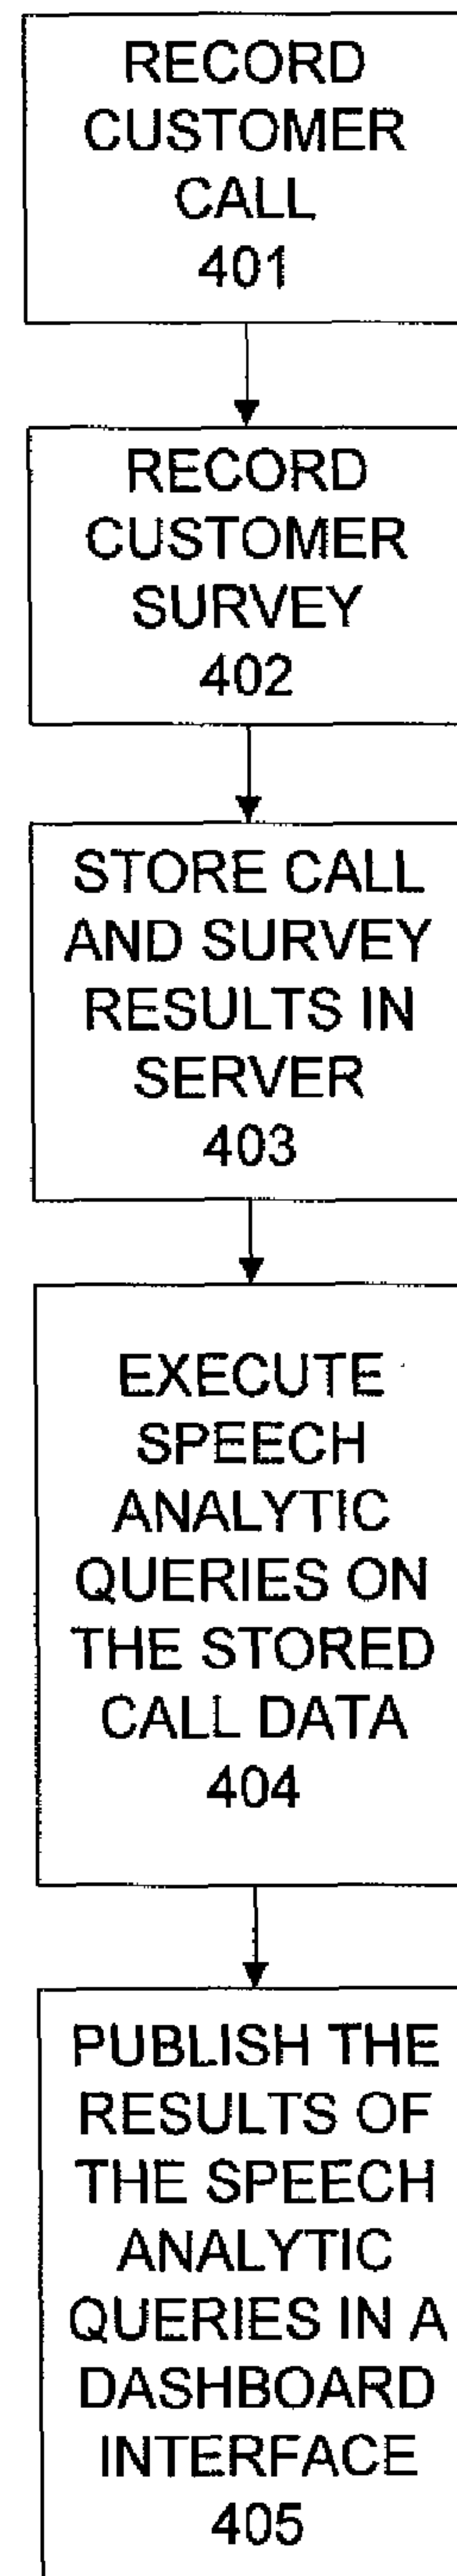 RECORD
CUSTOMER
CALL
401
RECORD
CUSTOMER
SURVEY
402
STORE CALL
AND SURVEY
RESULTS IN
SERVER
403
EXECUTE
SPEECH
ANALYTIC
QUERIES ON
THE STORED
CALL DATA
404
PUBLISH THE
RESULTS OF
THE SPEECH
ANALYTIC
QUERIES IN A
DASHBOARD
INTERFACE
405